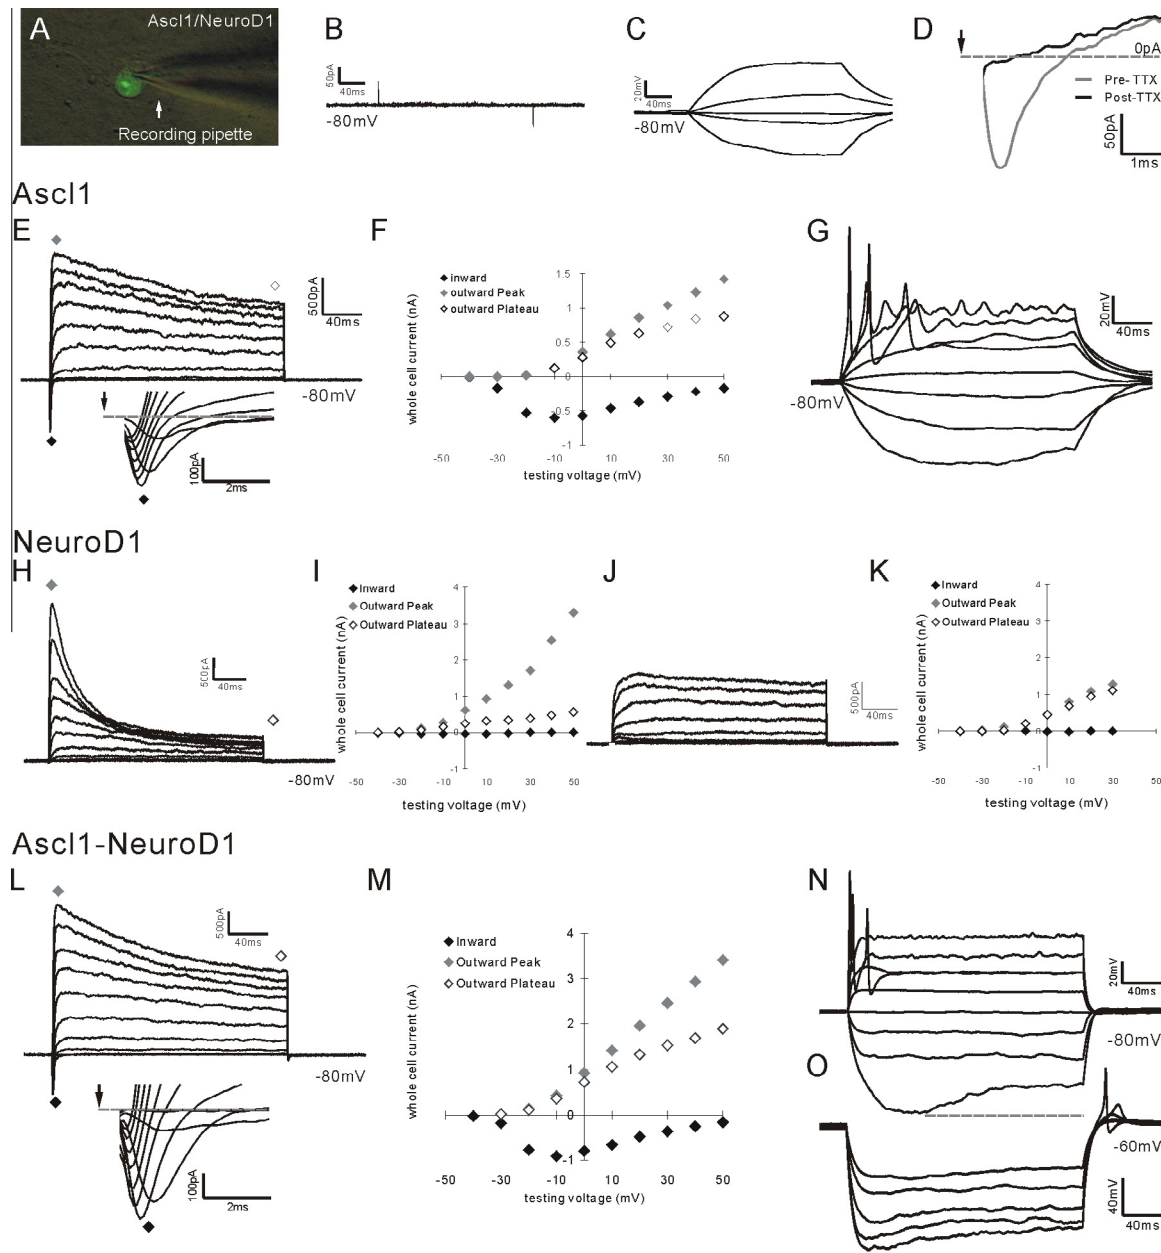 A
Ascl1/NeuroD1
Recording pipette
B
50pA
40ms
-80mV
C
20mV
40ms
-80mV
D
0pA
Pre-TTX
Post-TTX
50pA
1ms
Ascl1
E
500pA
40ms
-80mV
100pA
2ms
F
inward
outward Peak
outward Plateau
whole cell current (nA)
1.5
1
0.5
0
-0.5
-1
-50 -30 -10 10 30 50
testing voltage (mV)
G
20mV
40ms
-80mV
NeuroD1
H
500pA
40ms
-80mV
I
Inward
Outward Peak
Outward Plateau
whole cell current (nA)
4
3
2
1
0
-1
-50 -30 -10 10 30 50
testing voltage (mV)
J
500pA
40ms
K
Inward
Outward Peak
Outward Plateau
whole cell current (nA)
4
3
2
1
0
-1
-50 -30 -10 10 30 50
testing voltage (mV)
Ascl1-NeuroD1
L
500pA
40ms
-80mV
100pA
2ms
M
Inward
Outward Peak
Outward Plateau
whole cell current (nA)
4
3
2
1
0
-1
-50 -30 -10 10 30 50
testing voltage (mV)
N
20mV
40ms
-80mV
O
-60mV
40mV
40ms